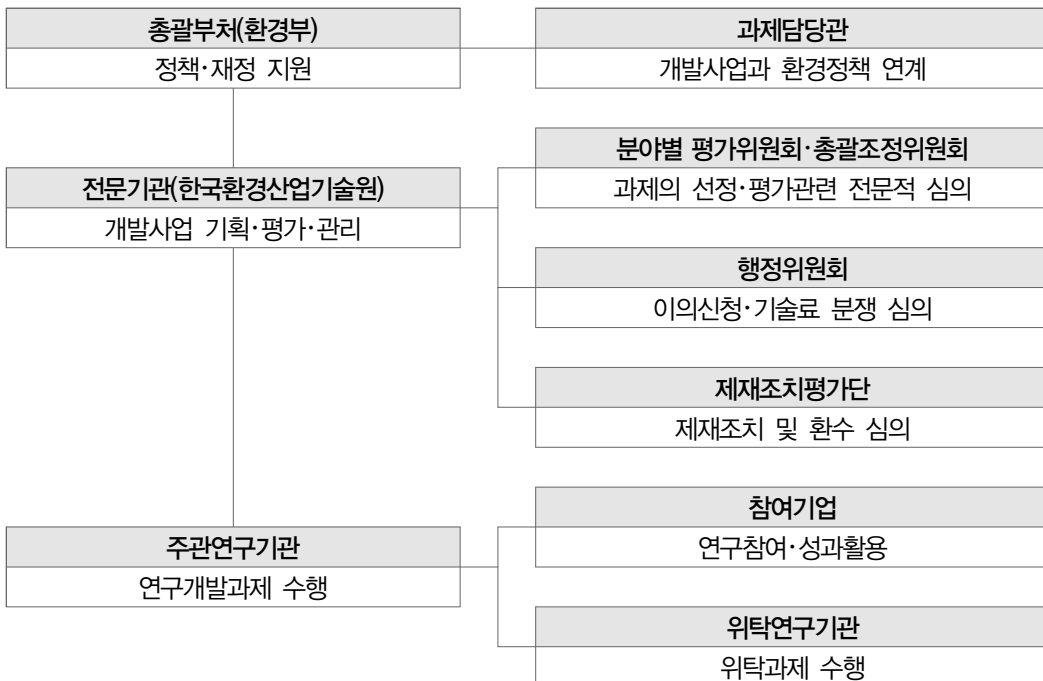 총괄부처(환경부)
정책·재정 지원
과제담당관
개발사업과 환경정책 연계
분야별 평가위원회·총괄조정위원회
과제의 선정·평가관련 전문적 심의
전문기관(한국환경산업기술원)
개발사업 기획·평가·관리
행정위원회
이의신청·기술료 분쟁 심의
제재조치평가단
제재조치 및 환수 심의
참여기업
연구참여·성과활용
주관연구기관
연구개발과제 수행
위탁연구기관
위탁과제 수행